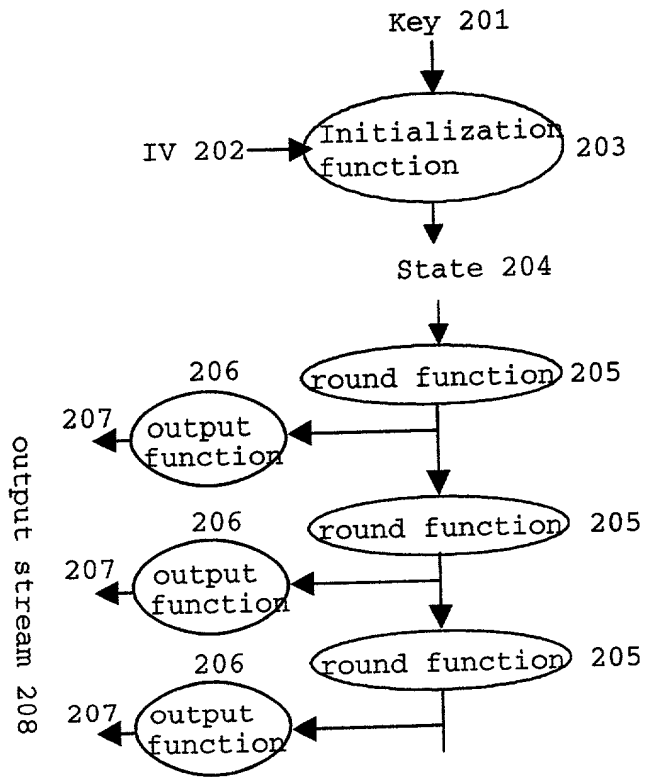 Key 201
IV 202
Initialization
function
203
State 204
round function
205
206
207
output
function
round function
205
206
207
output
function
round function
205
206
207
output
function
output stream 208